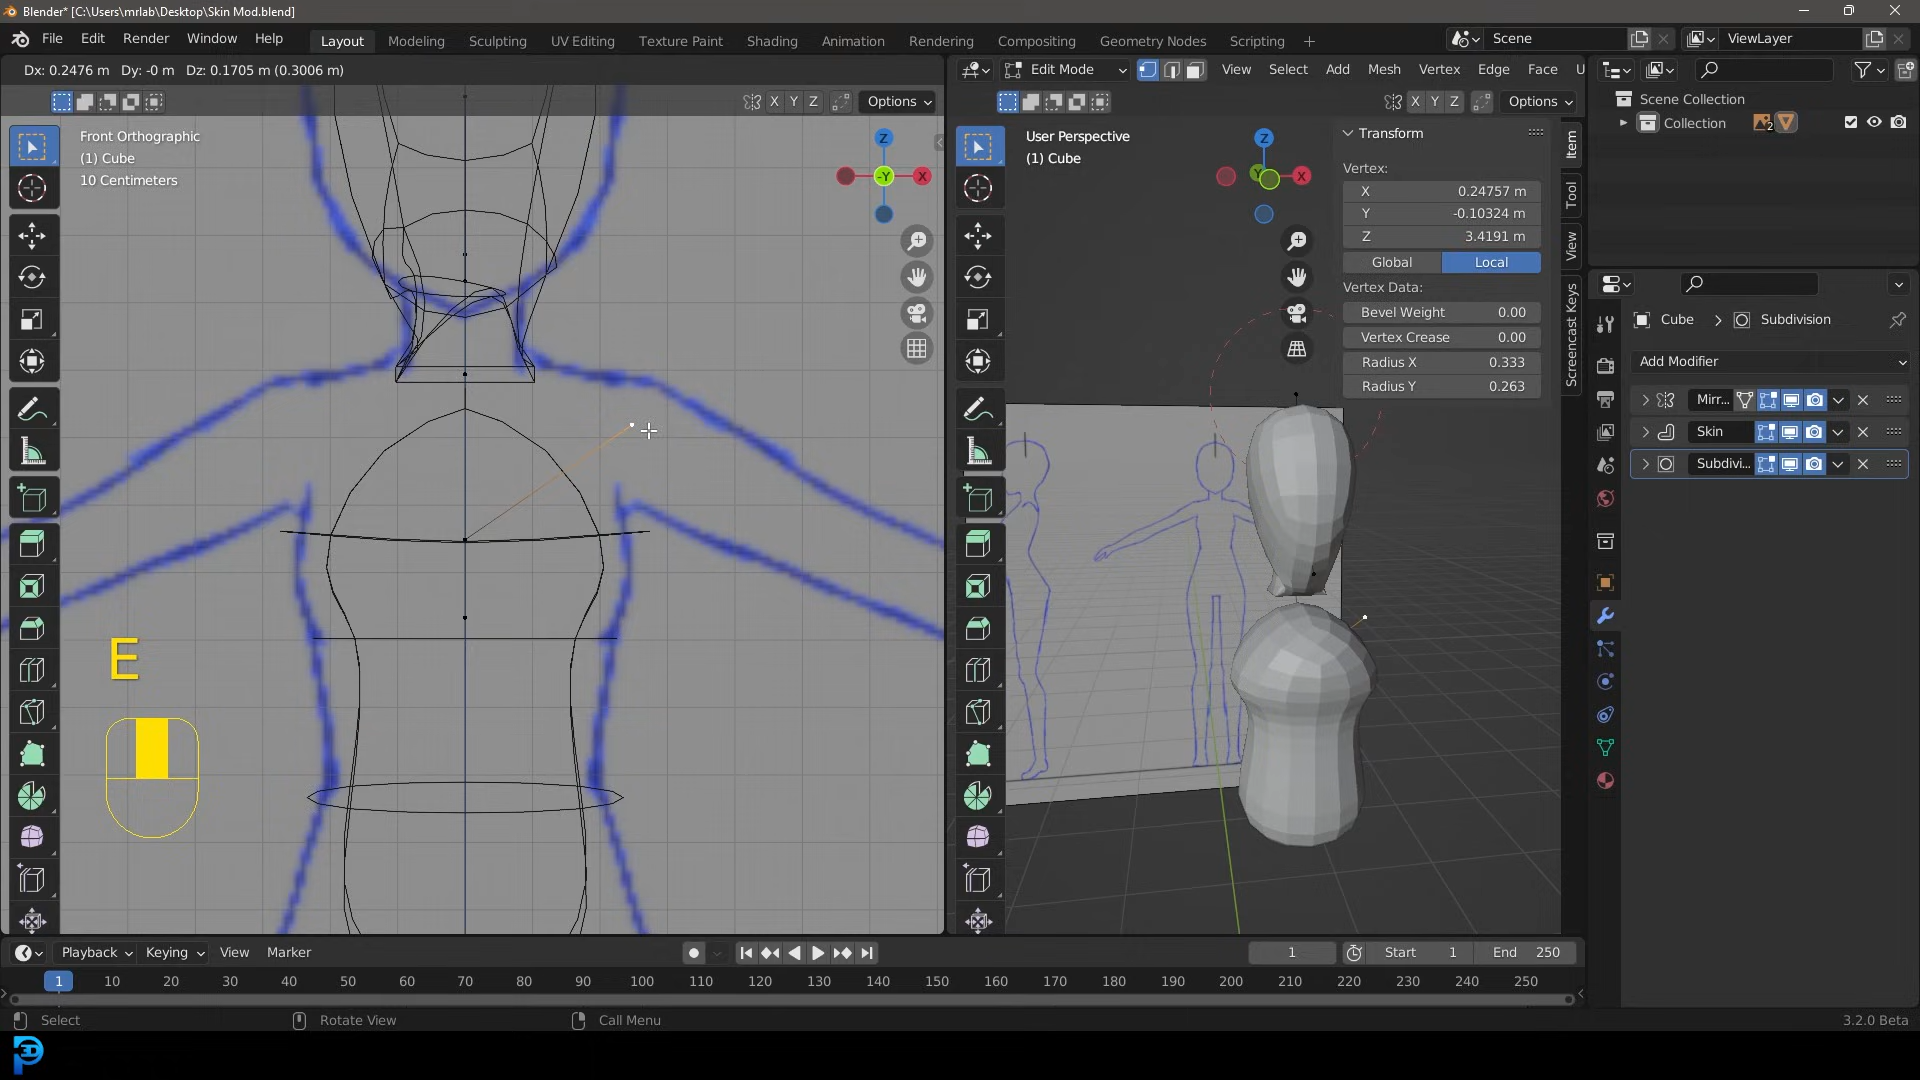 Blender* [C:\Users\mrlab\Desktop\Skin Mod.blend]
File Edit Render Window Help
Layout Modeling Sculpting UV Editing Texture Paint Shading Animation Rendering Compositing Geometry Nodes Scripting +
Scene ViewLayer
Dx: 0.2476 m Dy: -0 m Dz: 0.1705 m (0.3006 m)
Edit Mode View Select Add Mesh Vertex Edge Face U
X Y Z Options
X Y Z Options
Scene Collection
Collection 2
Front Orthographic
(1) Cube
10 Centimeters
Z
-Y X
User Perspective
(1) Cube
Z
Y X
Transform
Vertex:
X 0.24757 m
Y -0.10324 m
Z 3.4191 m
Global Local
Vertex Data:
Bevel Weight 0.00
Vertex Crease 0.00
Radius X 0.333
Radius Y 0.263
Item
Tool
View
Screencast Keys
Cube > Subdivision
Add Modifier
Mirr...
Skin
Subdivi...
E
Playback Keying View Marker
1 Start 1 End 250
1 10 20 30 40 50 60 70 80 90 100 110 120 130 140 150 160 170 180 190 200 210 220 230 240 250
Select Rotate View Call Menu 3.2.0 Beta